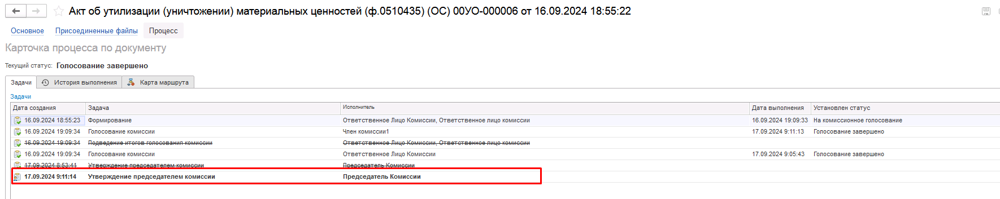 Акт об утилизации (уничтожении) материальных ценностей (ф.0510435) (ОС) 00УО-000006 от 16.09.2024 18:55:22
Основное Присоединенные файлы Процесс
Карточка процесса по документу
Текущий статус: Голосование завершено
Задачи История выполнения Карта маршрута
Задачи
Дата создания Задача Исполнитель Дата выполнения Установлен статус
16.09.2024 18:55:23 Формирование Ответственное Лицо Комиссии, Ответственное лицо комиссии 16.09.2024 19:09:33 На комиссионное голосование
16.09.2024 19:09:34 Голосование комиссии Член комиссии1 17.09.2024 9:11:13 Голосование завершено
16.09.2024 19:09:34 Подведение итогов голосования комиссии Ответственное Лицо Комиссии, Ответственное лицо комиссии
16.09.2024 19:09:34 Голосование комиссии Ответственное Лицо Комиссии 17.09.2024 9:05:43 Голосование завершено
17.09.2024 8:53:41 Утверждение председателем комиссии Председатель Комиссии
17.09.2024 9:11:14 Утверждение председателем комиссии Председатель Комиссии